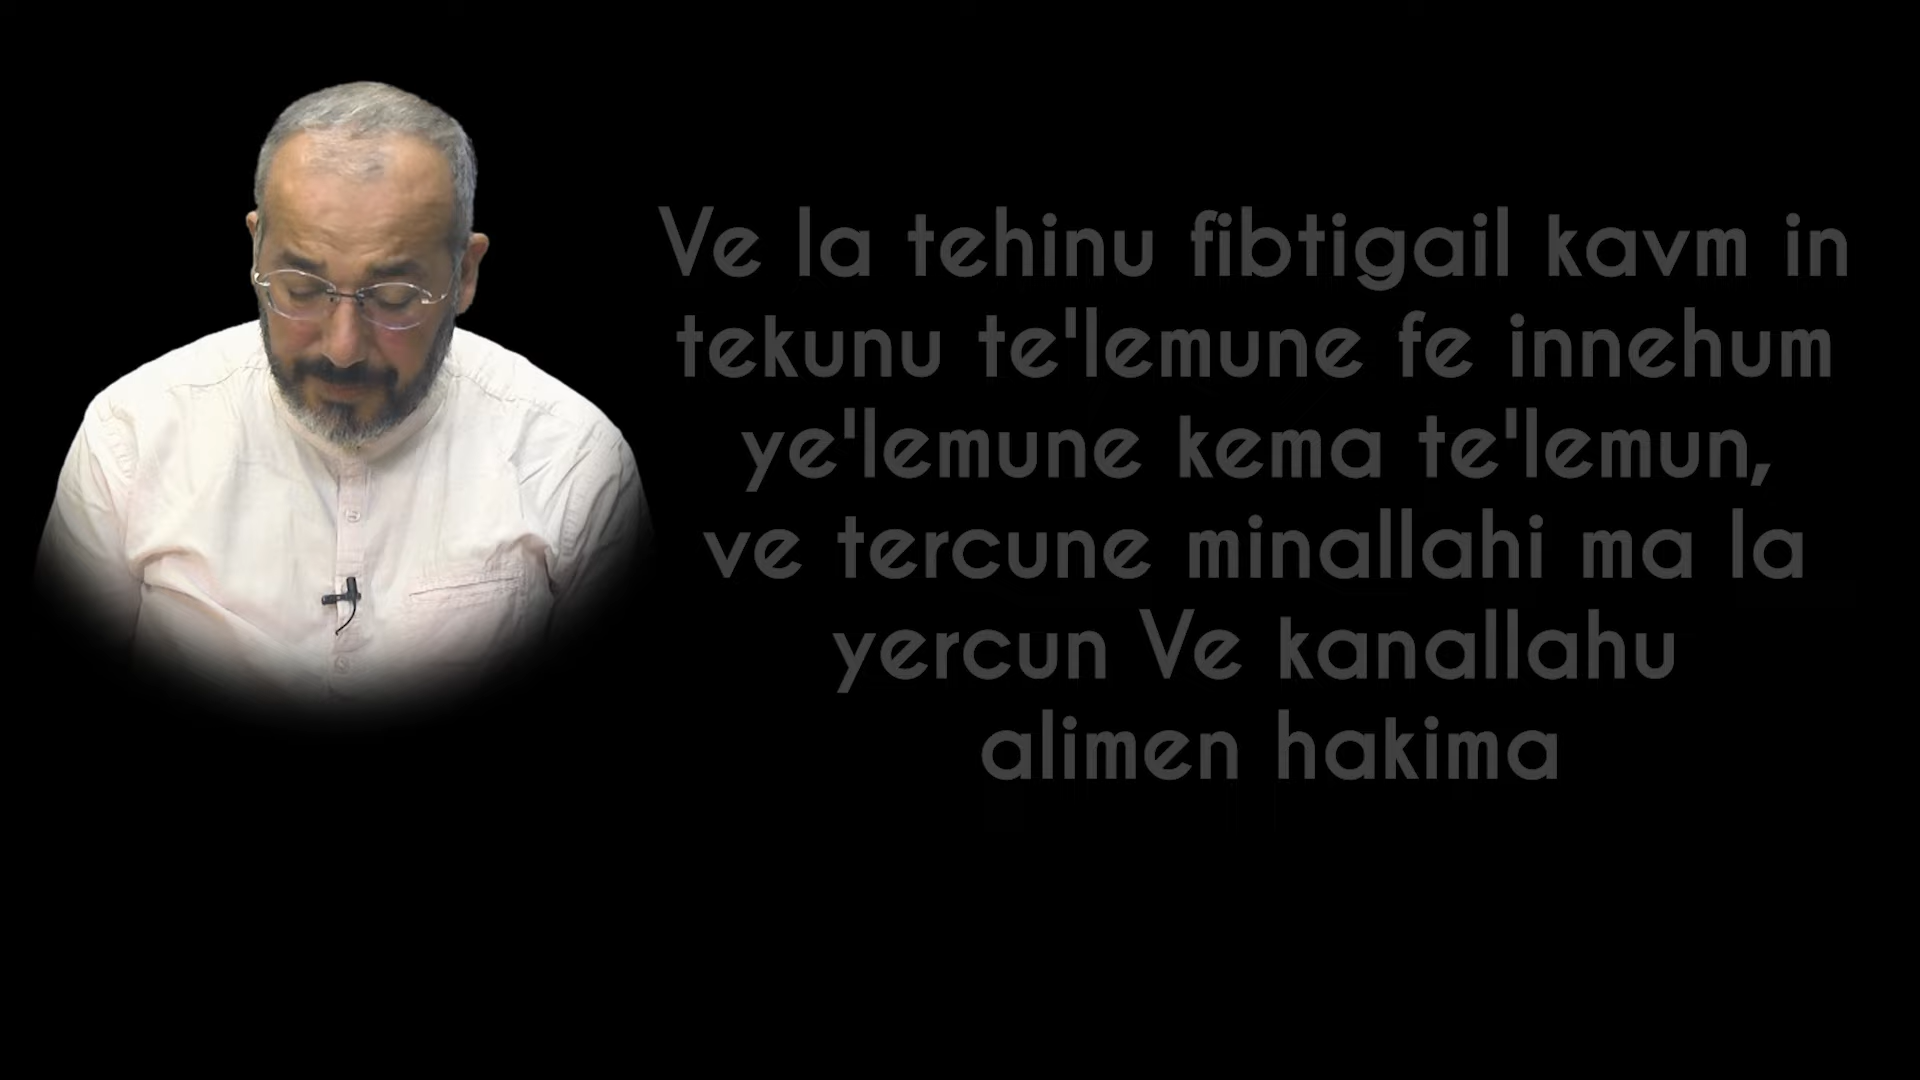 Ve la tehinu fibtigail kavm in
tekunu te'lemune fe innehum
ye'lemune kema te'lemun,
ve tercune minallahi ma la
yercun Ve kanallahu
alimen hakima